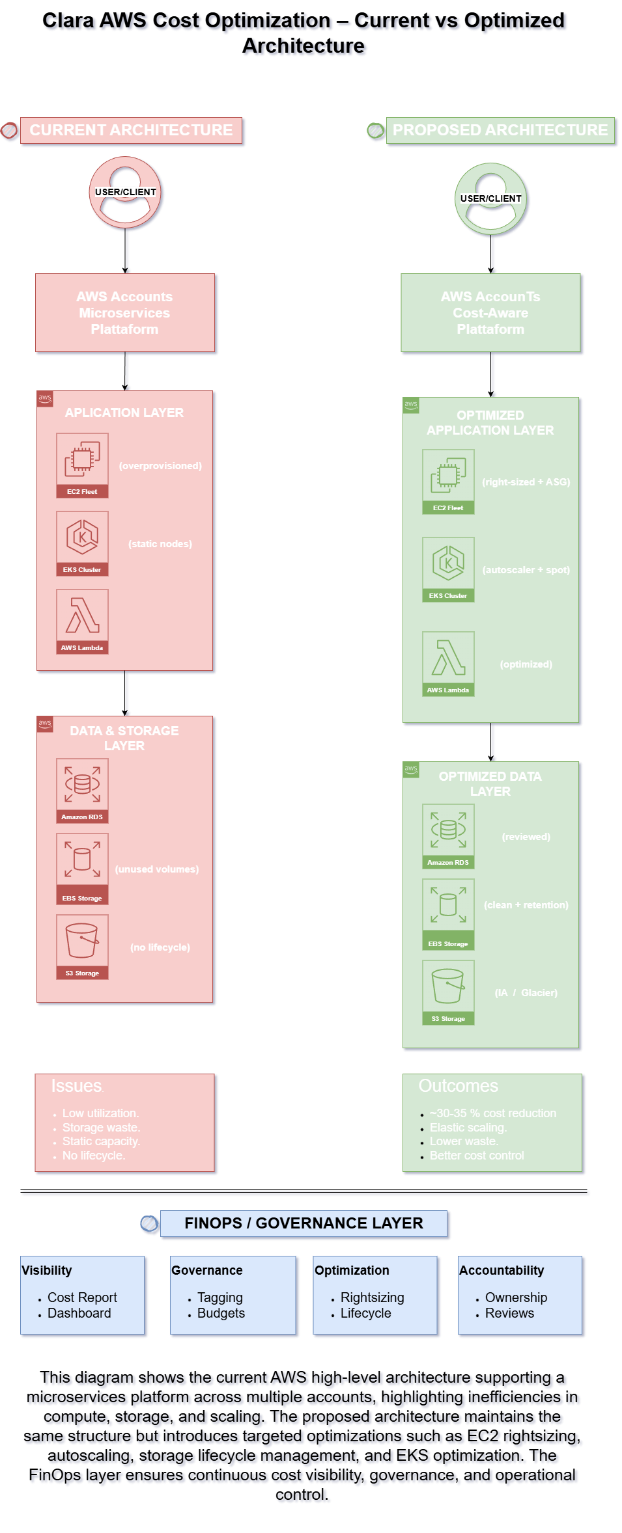 Clara AWS Cost Optimization – Current vs Optimized
Architecture
CURRENT ARCHITECTURE
USER/CLIENT
AWS Accounts
Microservices
Plattaform
aws
APLICATION LAYER
(overprovisioned)
EC2 Fleet
(static nodes)
EKS Cluster
AWS Lambda
aws
DATA & STORAGE
LAYER
Amazon RDS
(unused volumes)
EBS Storage
(no lifecycle)
S3 Storage
Issues
• Low utilization.
• Storage waste.
• Static capacity.
• No lifecycle.
PROPOSED ARCHITECTURE
USER/CLIENT
AWS AccounTs
Cost-Aware
Plattaform
aws
OPTIMIZED
APPLICATION LAYER
(right-sized + ASG)
EC2 Fleet
(autoscaler + spot)
EKS Cluster
(optimized)
AWS Lambda
aws
OPTIMIZED DATA
LAYER
(reviewed)
Amazon RDS
(clean + retention)
EBS Storage
(IA / Glacier)
S3 Storage
Outcomes
• ~30-35 % cost reduction
• Elastic scaling.
• Lower waste.
• Better cost control
FINOPS / GOVERNANCE LAYER
Visibility
• Cost Report
• Dashboard
Governance
• Tagging
• Budgets
Optimization
• Rightsizing
• Lifecycle
Accountability
• Ownership
• Reviews
This diagram shows the current AWS high-level architecture supporting a
microservices platform across multiple accounts, highlighting inefficiencies in
compute, storage, and scaling. The proposed architecture maintains the
same structure but introduces targeted optimizations such as EC2 rightsizing,
autoscaling, storage lifecycle management, and EKS optimization. The
FinOps layer ensures continuous cost visibility, governance, and operational
control.